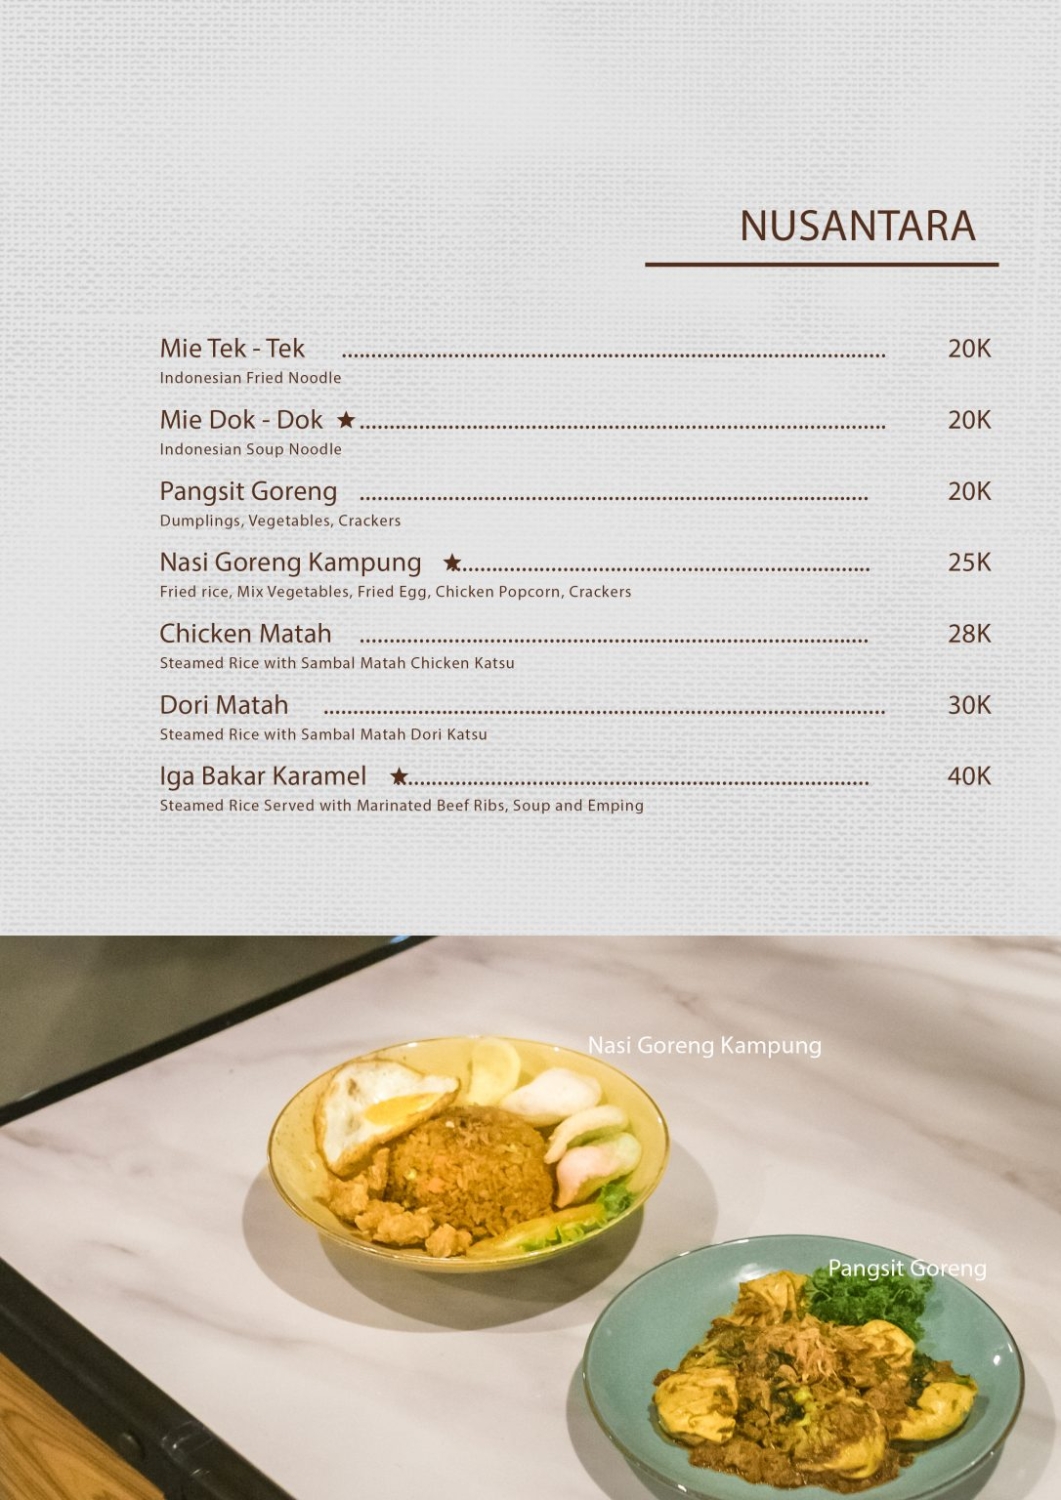 NUSANTARA
Mie Tek - Tek ........................................................................................... 20K
Indonesian Fried Noodle
Mie Dok - Dok ★........................................................................................ 20K
Indonesian Soup Noodle
Pangsit Goreng ..................................................................................... 20K
Dumplings, Vegetables, Crackers
Nasi Goreng Kampung ★..................................................................... 25K
Fried rice, Mix Vegetables, Fried Egg, Chicken Popcorn, Crackers
Chicken Matah ..................................................................................... 28K
Steamed Rice with Sambal Matah Chicken Katsu
Dori Matah .............................................................................................. 30K
Steamed Rice with Sambal Matah Dori Katsu
Iga Bakar Karamel ★.............................................................................. 40K
Steamed Rice Served with Marinated Beef Ribs, Soup and Emping
Nasi Goreng Kampung
Pangsit Goreng